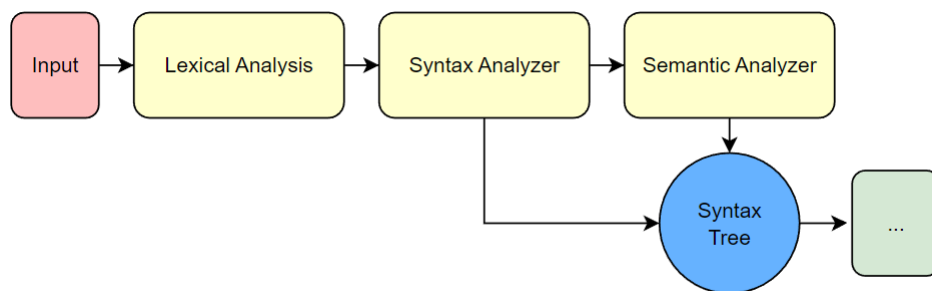 Input
Lexical Analysis
Syntax Analyzer
Semantic Analyzer
Syntax
Tree
...